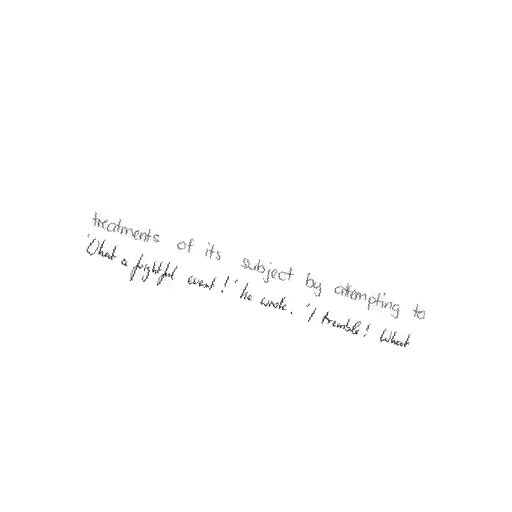 treatments of its subject by attempting to
'What a frightful event!' he wrote. 'I tremble! What